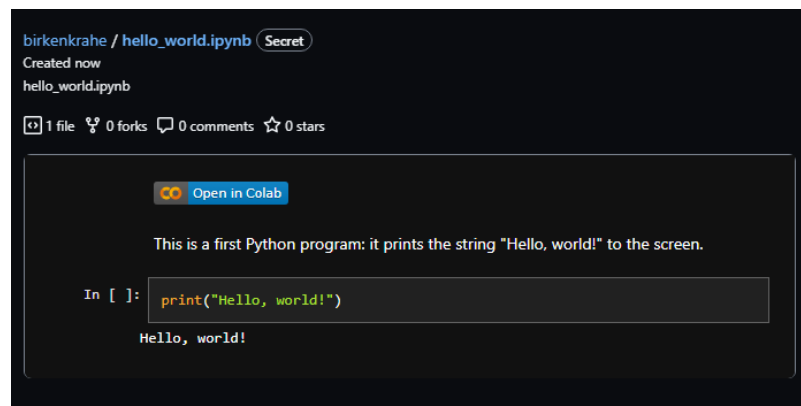 birkenkrahe / hello_world.ipynb Secret
Created now
hello_world.ipynb
1 file 0 forks 0 comments 0 stars
Open in Colab
This is a first Python program: it prints the string "Hello, world!" to the screen.
In [ ]: print("Hello, world!")
Hello, world!